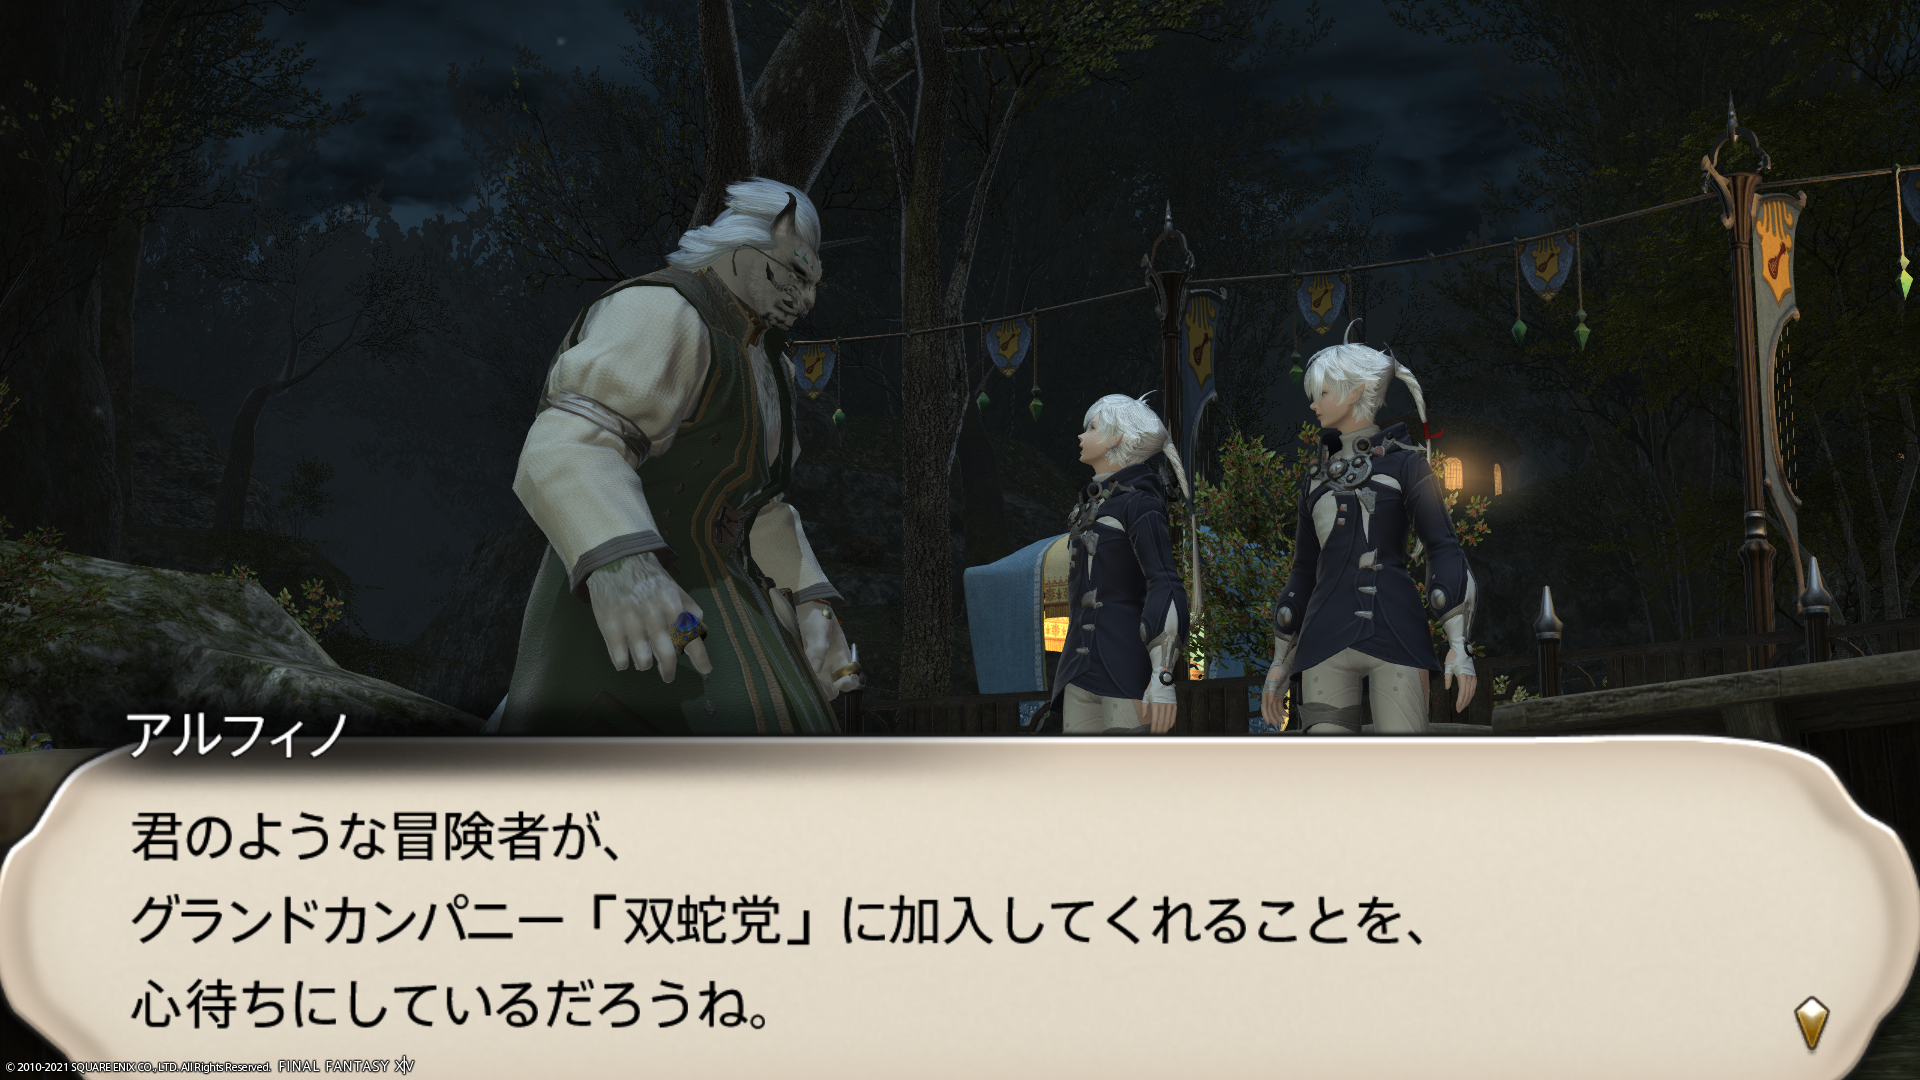 アルフィノ
君のような冒険者が、
グランドカンパニー「双蛇党」に加入してくれることを、
心待ちにしているだろうね。
© 2010-2021 SQUARE ENIX CO., LTD. All Rights Reserved. FINAL FANTASY XIV